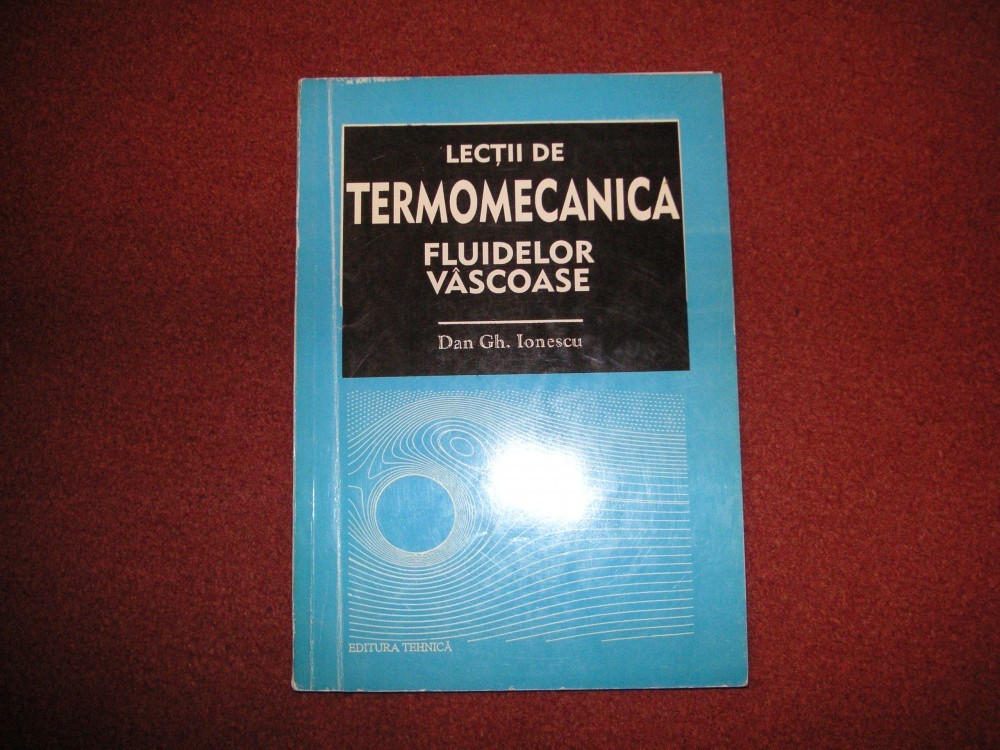 LECȚII DE
TERMOMECANICA
FLUIDELOR
VÂSCOASE
Dan Gh. Ionescu
EDITURA TEHNICĂ